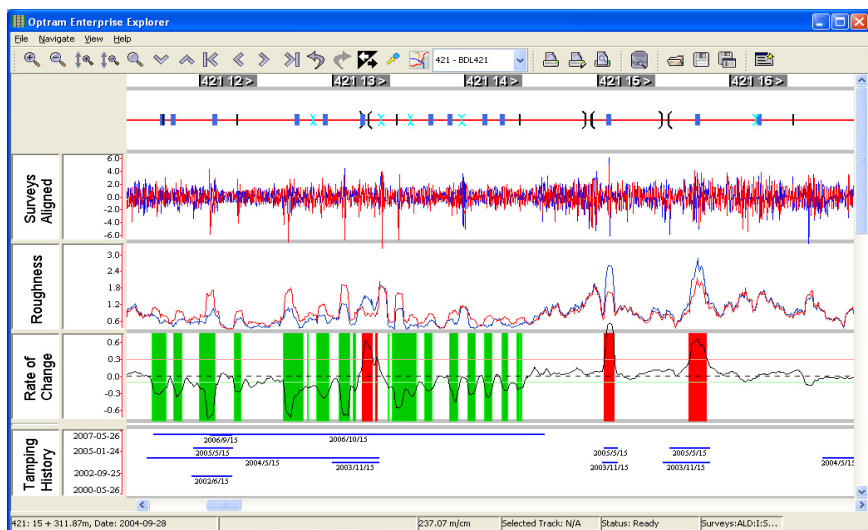 Optram Enterprise Explorer
File Navigate View Help
421 - BDL421
421 12 > 421 13 > 421 14 > 421 15 > 421 16 >
Surveys Aligned
6.0
4.0
2.0
0.0
-2.0
-4.0
-6.0
Roughness
3.0
2.4
1.8
1.2
0.6
Rate of Change
0.6
0.3
0.0
-0.3
-0.6
Tamping History
2007-05-26
2005-01-24
2002-09-25
2000-05-26
2006/9/15 2006/10/15
2005/5/15 2005/5/15 2005/5/15
2004/5/15 2003/11/15 2003/11/15 2003/11/15 2004/5/15
2002/6/15
421: 15 + 311.87m, Date: 2004-09-28 237.07 m/cm Selected Track: N/A Status: Ready Surveys:ALD:I:S...